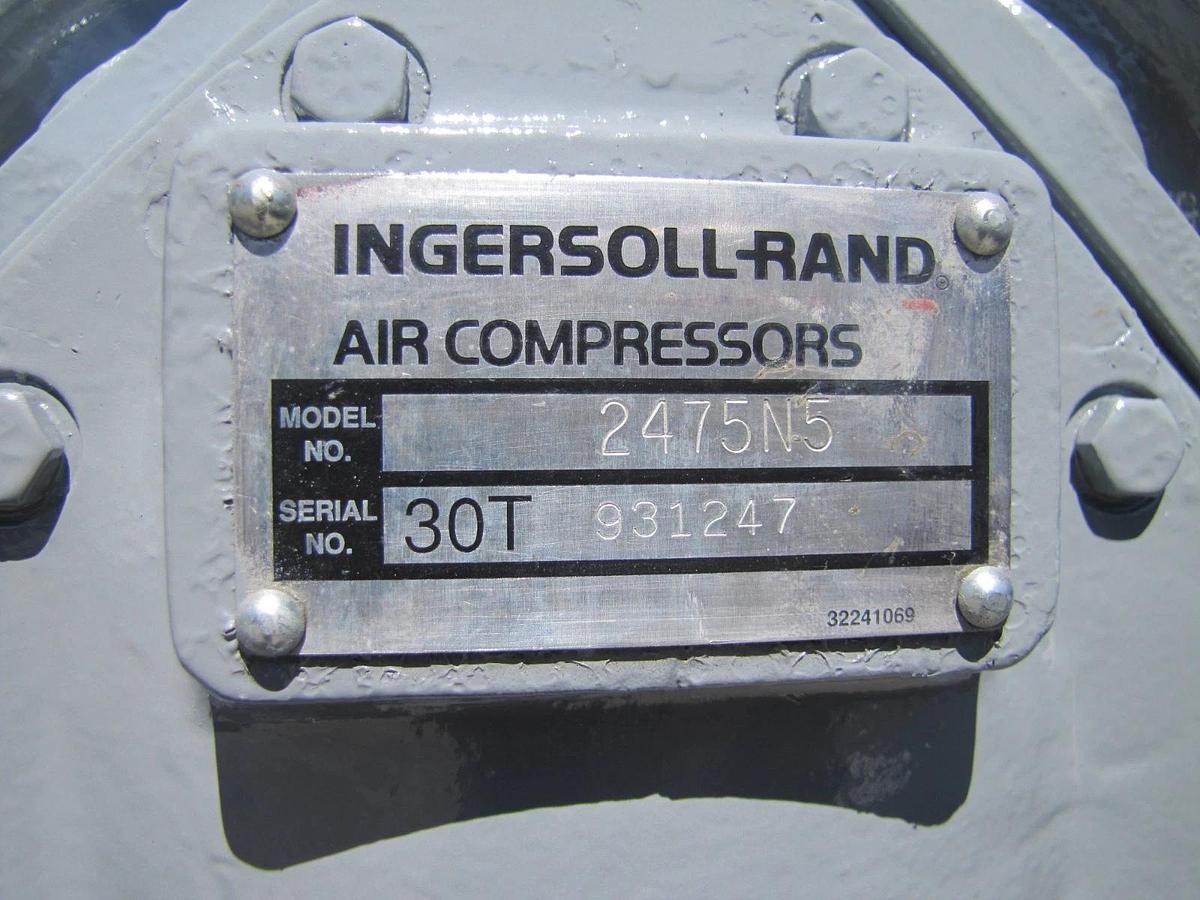 INGERSOLL-RAND®
AIR COMPRESSORS
MODEL NO. 2475N5
SERIAL NO. 30T 931247
32241069